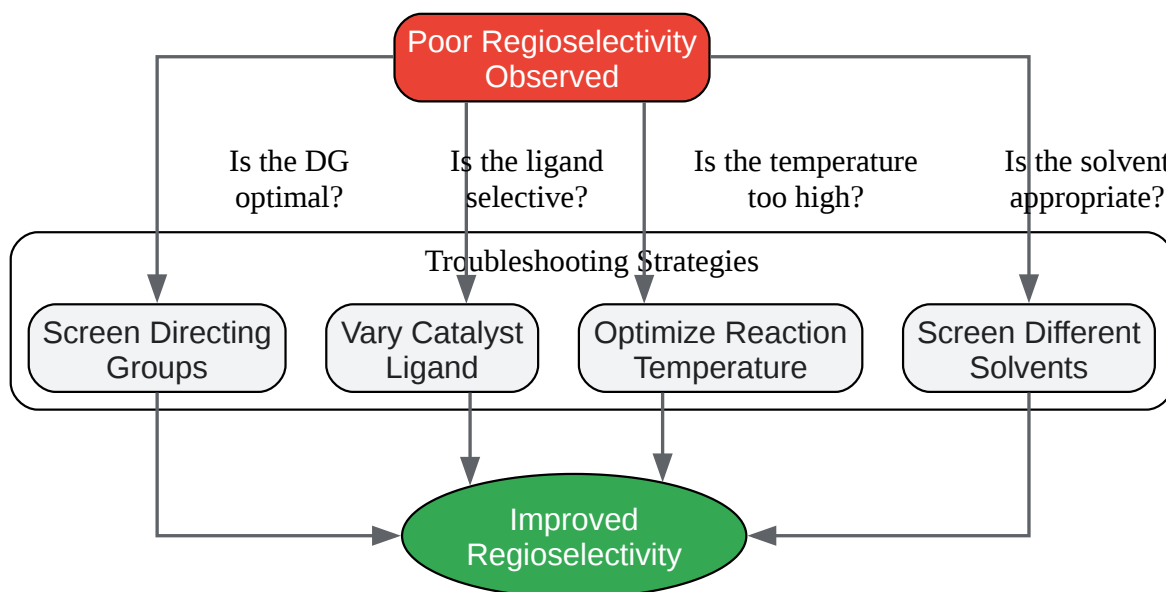 Poor Regioselectivity
Observed
Is the DG
optimal?
Is the ligand
selective?
Is the temperature
too high?
Is the solvent
appropriate?
Troubleshooting Strategies
Screen Directing
Groups
Vary Catalyst
Ligand
Optimize Reaction
Temperature
Screen Different
Solvents
Improved
Regioselectivity